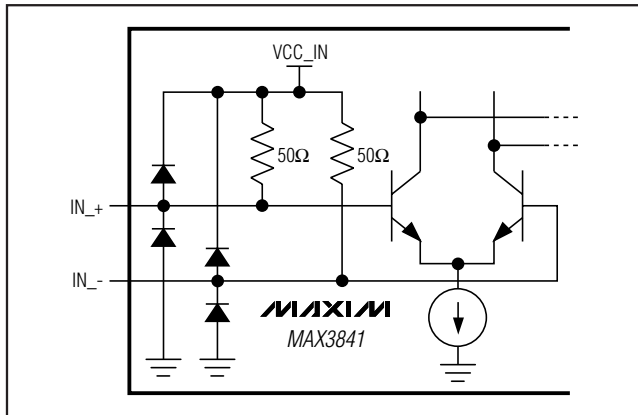 VCC_IN
50Ω
50Ω
IN_+
IN_-
MAXIM
MAX3841